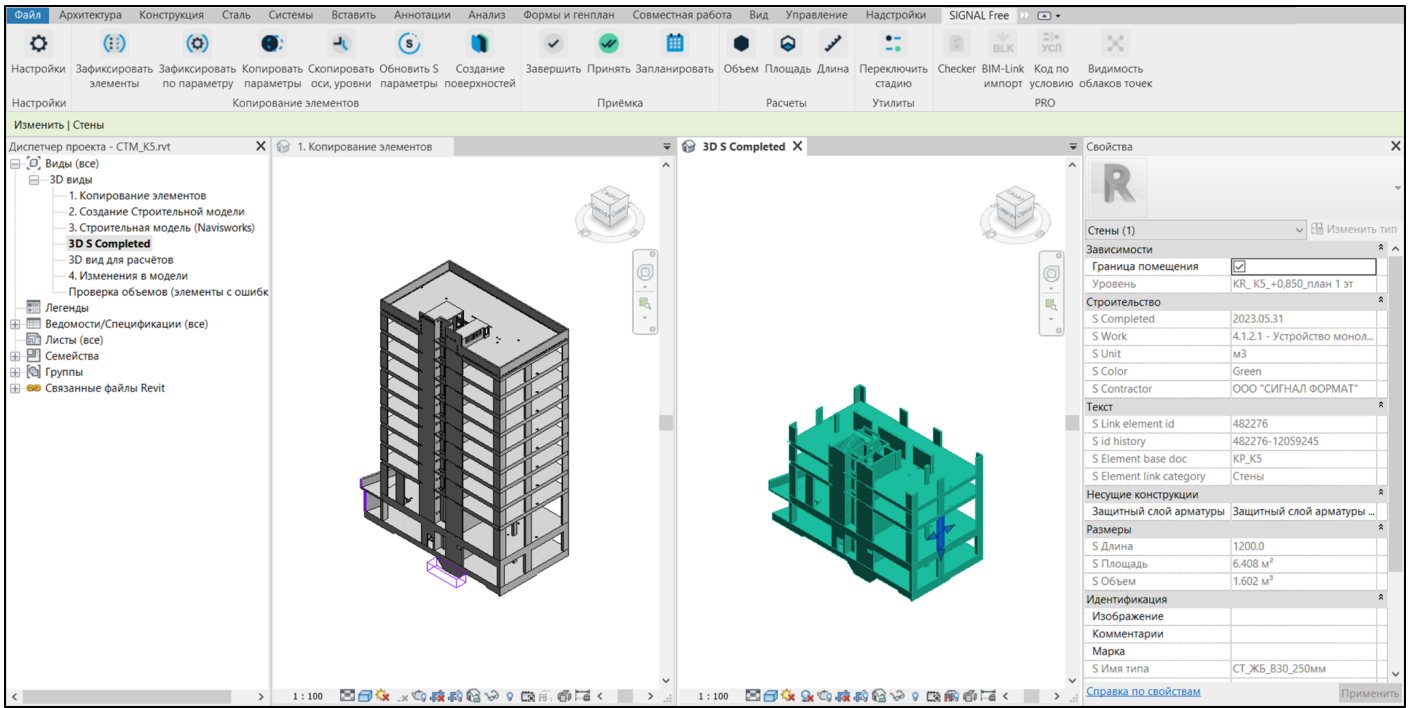 Файл Архитектура Конструкция Сталь Системы Вставить Аннотации Анализ Формы и генплан Совместная работа Вид Управление Надстройки SIGNAL Free
Настройки
Зафиксировать элементы
Зафиксировать по параметру
Копировать параметры
Скопировать оси, уровни
Обновить S параметры
Создание поверхностей
Завершить
Принять
Запланировать
Объем
Площадь
Длина
Переключить стадию
Checker
BIM-Link импорт
Код по условию
Видимость облаков точек
BLK
УСЛ
Настройки Копирование элементов Приёмка Расчеты Утилиты PRO
Изменить | Стены
Диспетчер проекта - СТМ_К5.rvt
Виды (все)
3D виды
1. Копирование элементов
2. Создание Строительной модели
3. Строительная модель (Navisworks)
3D S Completed
3D вид для расчётов
4. Изменения в модели
Проверка объемов (элементы с ошибк
Легенды
Ведомости/Спецификации (все)
Листы (все)
Семейства
Группы
Связанные файлы Revit
1. Копирование элементов
1 : 100
3D S Completed
1 : 100
Свойства
R
Стены (1)
Изменить тип
Зависимости
Граница помещения
Уровень KR_ K5_+0,850_план 1 эт
Строительство
S Completed 2023.05.31
S Work 4.1.2.1 - Устройство монол...
S Unit м3
S Color Green
S Contractor ООО "СИГНАЛ ФОРМАТ"
Текст
S Link element id 482276
S id history 482276-12059245
S Element base doc КР_К5
S Element link category Стены
Несущие конструкции
Защитный слой арматуры Защитный слой арматуры ...
Размеры
S Длина 1200.0
S Площадь 6.408 м²
S Объем 1.602 м³
Идентификация
Изображение
Комментарии
Марка
S Имя типа СТ_ЖБ_В30_250мм
Справка по свойствам
Применить